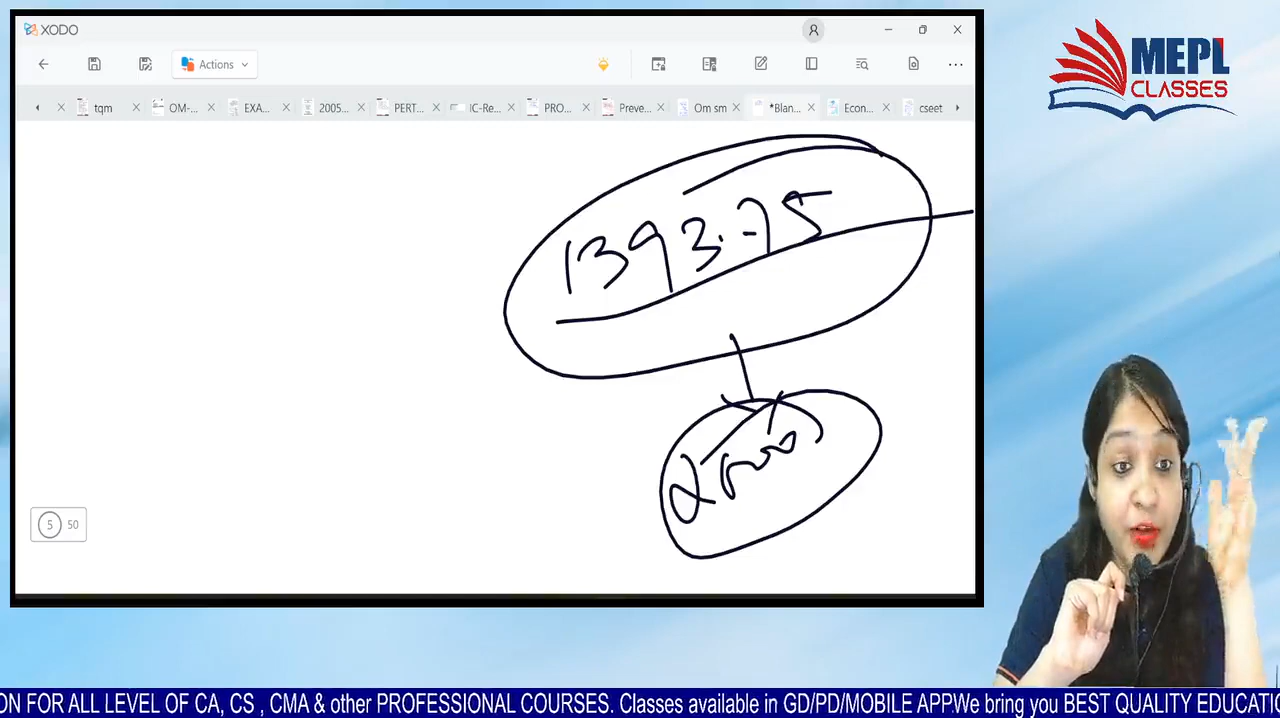 XODO
Actions
tqm
OM-...
EXA...
2005...
PERT...
IC-Re...
PRO...
Preve...
Om sm
*Blan...
Econ...
cseet
1393.75
5 50
MEPL
CLASSES
ON FOR ALL LEVEL OF CA, CS , CMA & other PROFESSIONAL COURSES. Classes available in GD/PD/MOBILE APPWe bring you BEST QUALITY EDUCATI